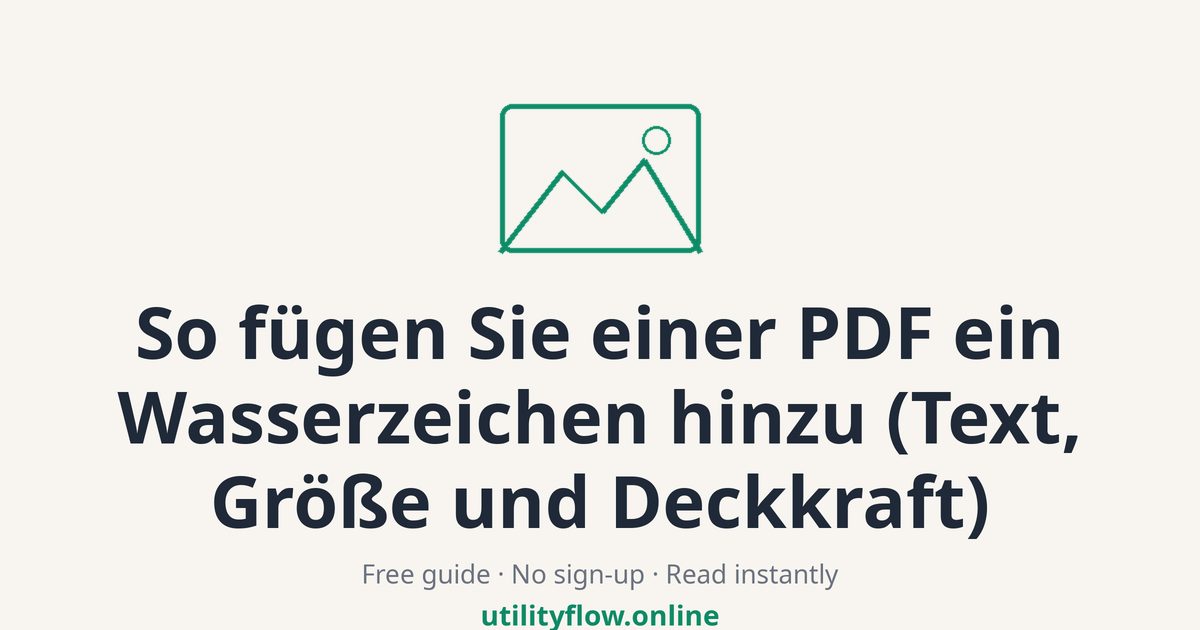 So fügen Sie einer PDF ein
Wasserzeichen hinzu (Text,
Größe und Deckkraft)
Free guide · No sign-up · Read instantly
utilityflow.online